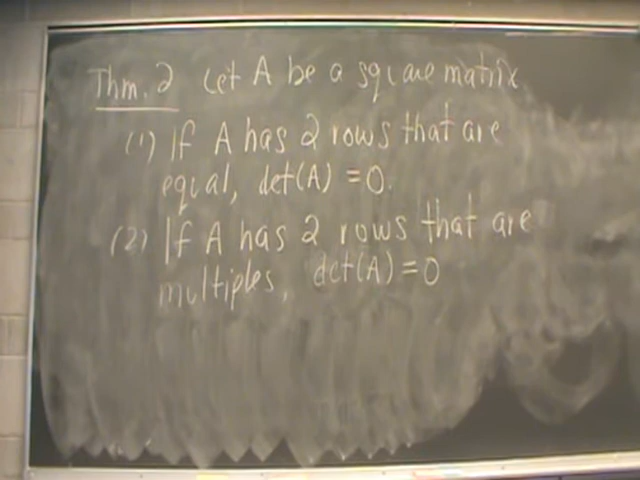 Thm. 2 Let A be a square matrix
(1) If A has 2 rows that are
equal, det(A) = 0.
(2) If A has 2 rows that are
multiples, det(A) = 0